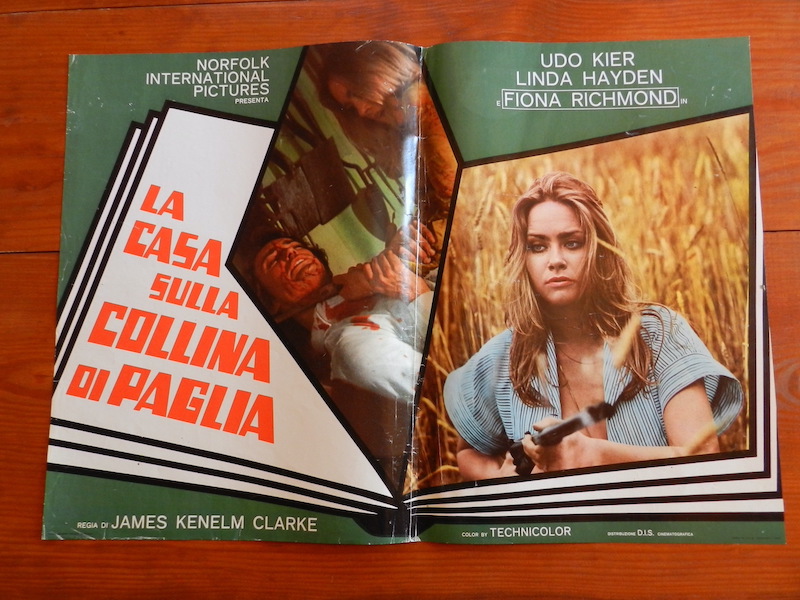 NORFOLK
INTERNATIONAL
PICTURES
PRESENTA
UDO KIER
LINDA HAYDEN
E FIONA RICHMOND IN
LA
CASA
SULLA
COLLINA
DI PAGLIA
REGIA DI JAMES KENELM CLARKE
COLOR BY TECHNICOLOR
DISTRIBUZIONE D.I.S. CINEMATOGRAFICA